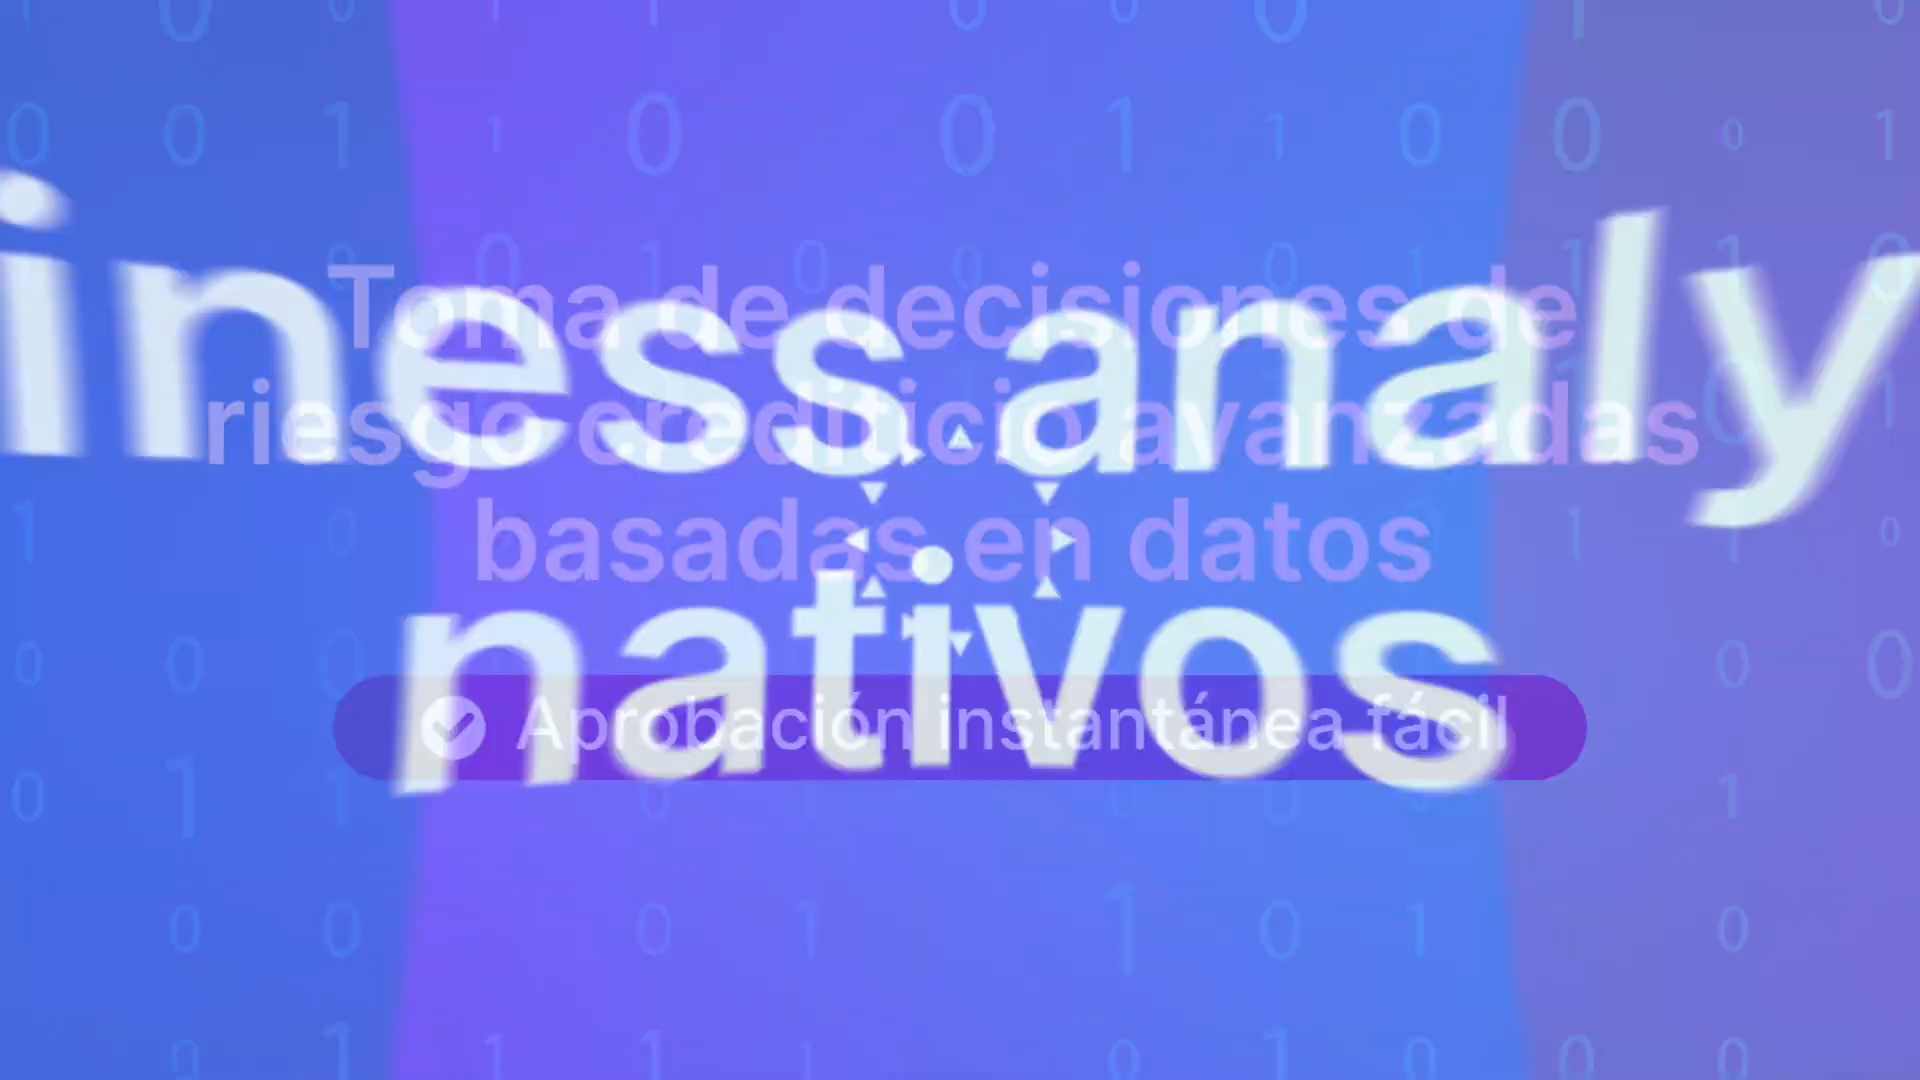 iness analy
nativos
Toma de decisiones de
riesgo crediticio avanzadas
basadas en datos
Aprobación instantánea fácil